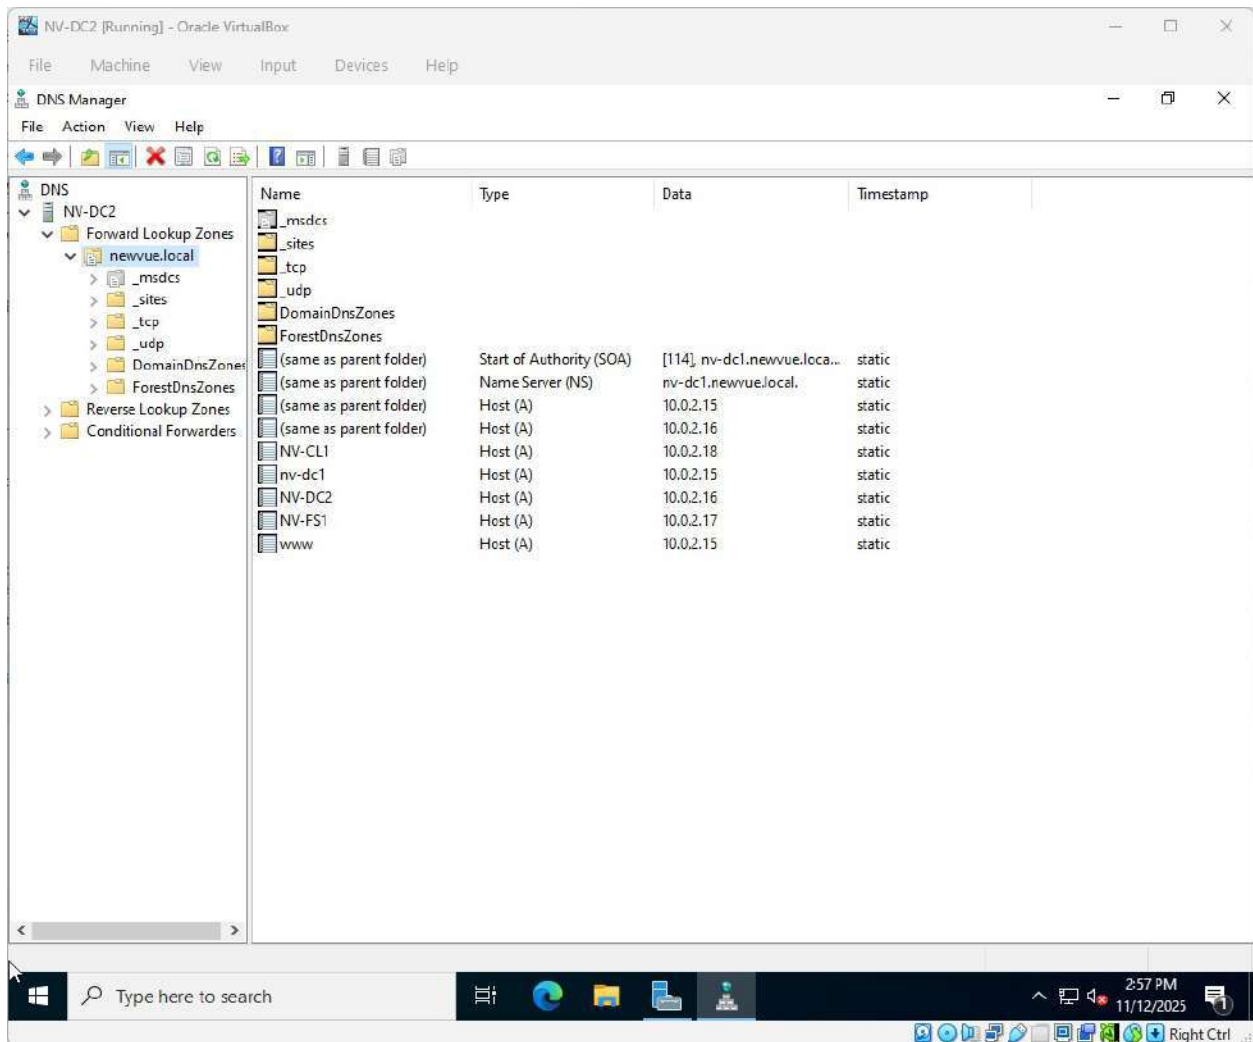 NV-DC2 [Running] - Oracle VirtualBox
File Machine View Input Devices Help
DNS Manager
File Action View Help
DNS
NV-DC2
Forward Lookup Zones
newvue.local
_msdcs
_sites
_tcp
_udp
DomainDnsZones
ForestDnsZones
Reverse Lookup Zones
Conditional Forwarders
Name Type Data Timestamp
_msdcs
_sites
_tcp
_udp
DomainDnsZones
ForestDnsZones
(same as parent folder) Start of Authority (SOA) [114], nv-dc1.newvue.loca... static
(same as parent folder) Name Server (NS) nv-dc1.newvue.local. static
(same as parent folder) Host (A) 10.0.2.15 static
(same as parent folder) Host (A) 10.0.2.16 static
NV-CL1 Host (A) 10.0.2.18 static
nv-dc1 Host (A) 10.0.2.15 static
NV-DC2 Host (A) 10.0.2.16 static
NV-FS1 Host (A) 10.0.2.17 static
www Host (A) 10.0.2.15 static
Type here to search
2:57 PM
11/12/2025
1
Right Ctrl